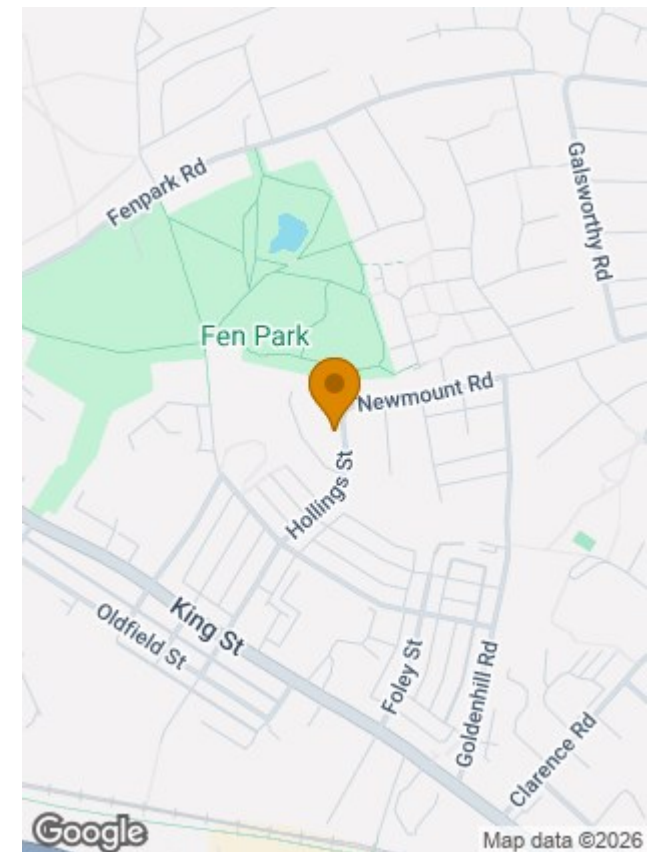 Fenpark Rd
Galsworthy Rd
Fen Park
Newmount Rd
Hollings St
King St
Oldfield St
Foley St
Goldenhill Rd
Clarence Rd
Google
Map data ©2026